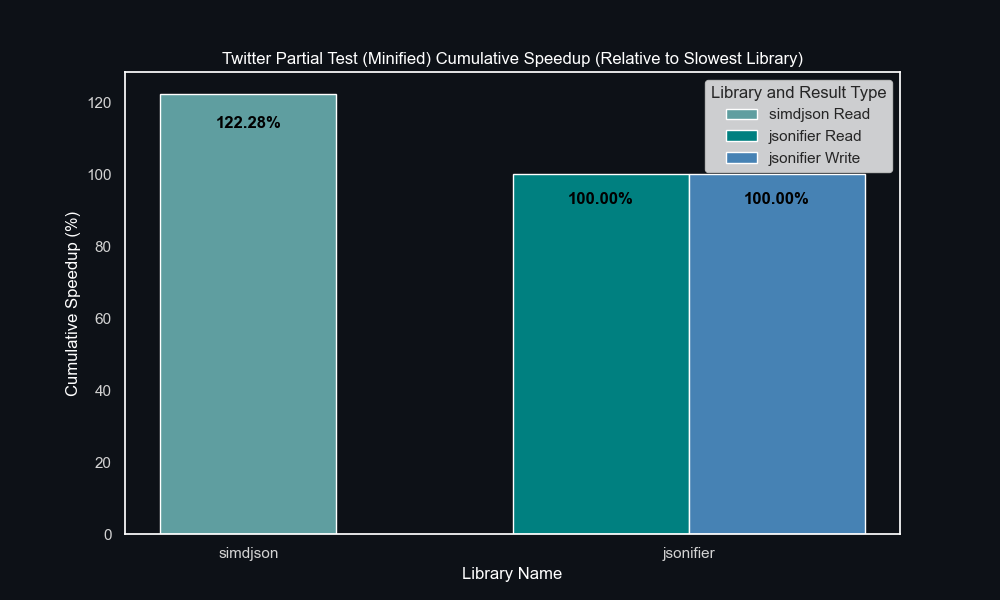 Twitter Partial Test (Minified) Cumulative Speedup (Relative to Slowest Library)
Library and Result Type
simdjson Read
jsonifier Read
jsonifier Write
122.28%
100.00%
100.00%
120
100
80
60
40
20
0
Cumulative Speedup (%)
simdjson
jsonifier
Library Name